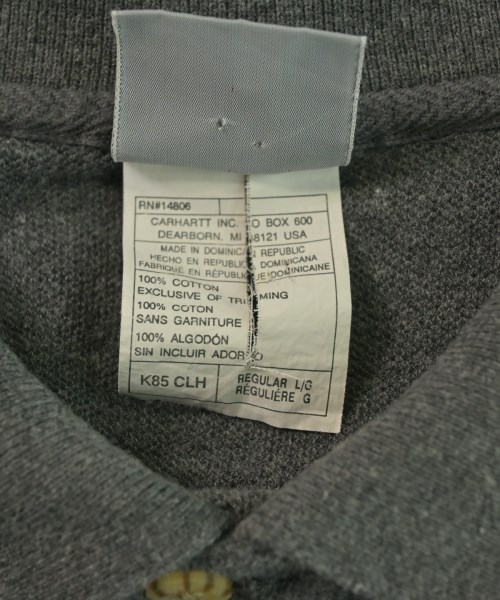 RN#14806
CARHARTT INC. PO BOX 600
DEARBORN, MI 48121 USA
MADE IN DOMINICAN REPUBLIC
HECHO EN REPUBLICA DOMINICANA
FABRIQUE EN RÉPUBLIQUE DOMINICAINE
100% COTTON
EXCLUSIVE OF TRIMMING
100% COTON
SANS GARNITURE
100% ALGODÓN
SIN INCLUIR ADORNO
K85 CLH
REGULAR L/G
RÉGULIÈRE G